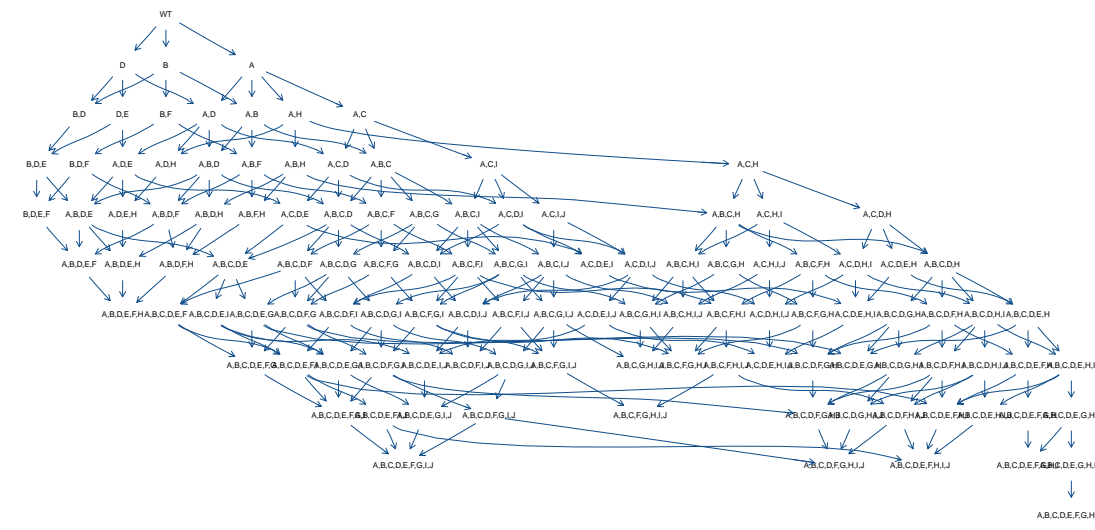 WT
D B A
B,D D,E B,F A,D A,B A,H A,C
B,D,E B,D,F A,D,E A,D,H A,B,D A,B,F A,B,H A,C,D A,B,C A,C,I A,C,H
B,D,E,F A,B,D,E A,D,E,H A,B,D,F A,B,D,H A,B,F,H A,C,D,E A,B,C,D A,B,C,F A,B,C,G A,B,C,I A,C,D,I A,C,I,J A,B,C,H A,C,H,I A,C,D,H
A,B,D,E,F A,B,D,E,H A,B,D,F,H A,B,C,D,E A,B,C,D,F A,B,C,D,G A,B,C,F,G A,B,C,D,I A,B,C,F,I A,B,C,G,I A,B,C,I,J A,C,D,E,I A,C,D,I,J A,B,C,H,I A,B,C,G,H A,C,H,I,J A,B,C,F,H A,C,D,H,I A,C,D,E,H A,B,C,D,H
A,B,D,E,F,H A,B,C,D,E,F A,B,C,D,E,I A,B,C,D,E,G A,B,C,D,F,G A,B,C,D,F,I A,B,C,D,G,I A,B,C,F,G,I A,B,C,D,I,J A,B,C,F,I,J A,B,C,G,I,J A,C,D,E,I,J A,B,C,G,H,I A,B,C,H,I,J A,B,C,F,H,I A,C,D,H,I,J A,B,C,F,G,H A,C,D,E,H,I A,B,C,D,G,H A,B,C,D,F,H A,B,C,D,H,I A,B,C,D,E,H
A,B,C,D,E,F,G A,B,C,D,E,F,I A,B,C,D,E,G,I A,B,C,D,F,G,I A,B,C,D,E,I,J A,B,C,D,F,I,J A,B,C,D,G,I,J A,B,C,F,G,I,J A,B,C,G,H,I,J A,B,C,F,G,H,I A,B,C,F,H,I,J A,C,D,E,H,I,J A,B,C,D,F,G,H A,B,C,D,E,G,H A,B,C,D,G,H,I A,B,C,D,F,H,I A,B,C,D,H,I,J A,B,C,D,E,F,H A,B,C,D,E,H,I
A,B,C,D,E,F,G,I A,B,C,D,E,F,I,J A,B,C,D,E,G,I,J A,B,C,D,F,G,I,J A,B,C,F,G,H,I,J A,B,C,D,E,H,I,J
A,B,C,D,E,F,G,I,J A,B,C,D,F,G,H,I,J A,B,C,D,E,F,H,I,J
A,B,C,D,E,F,G,H